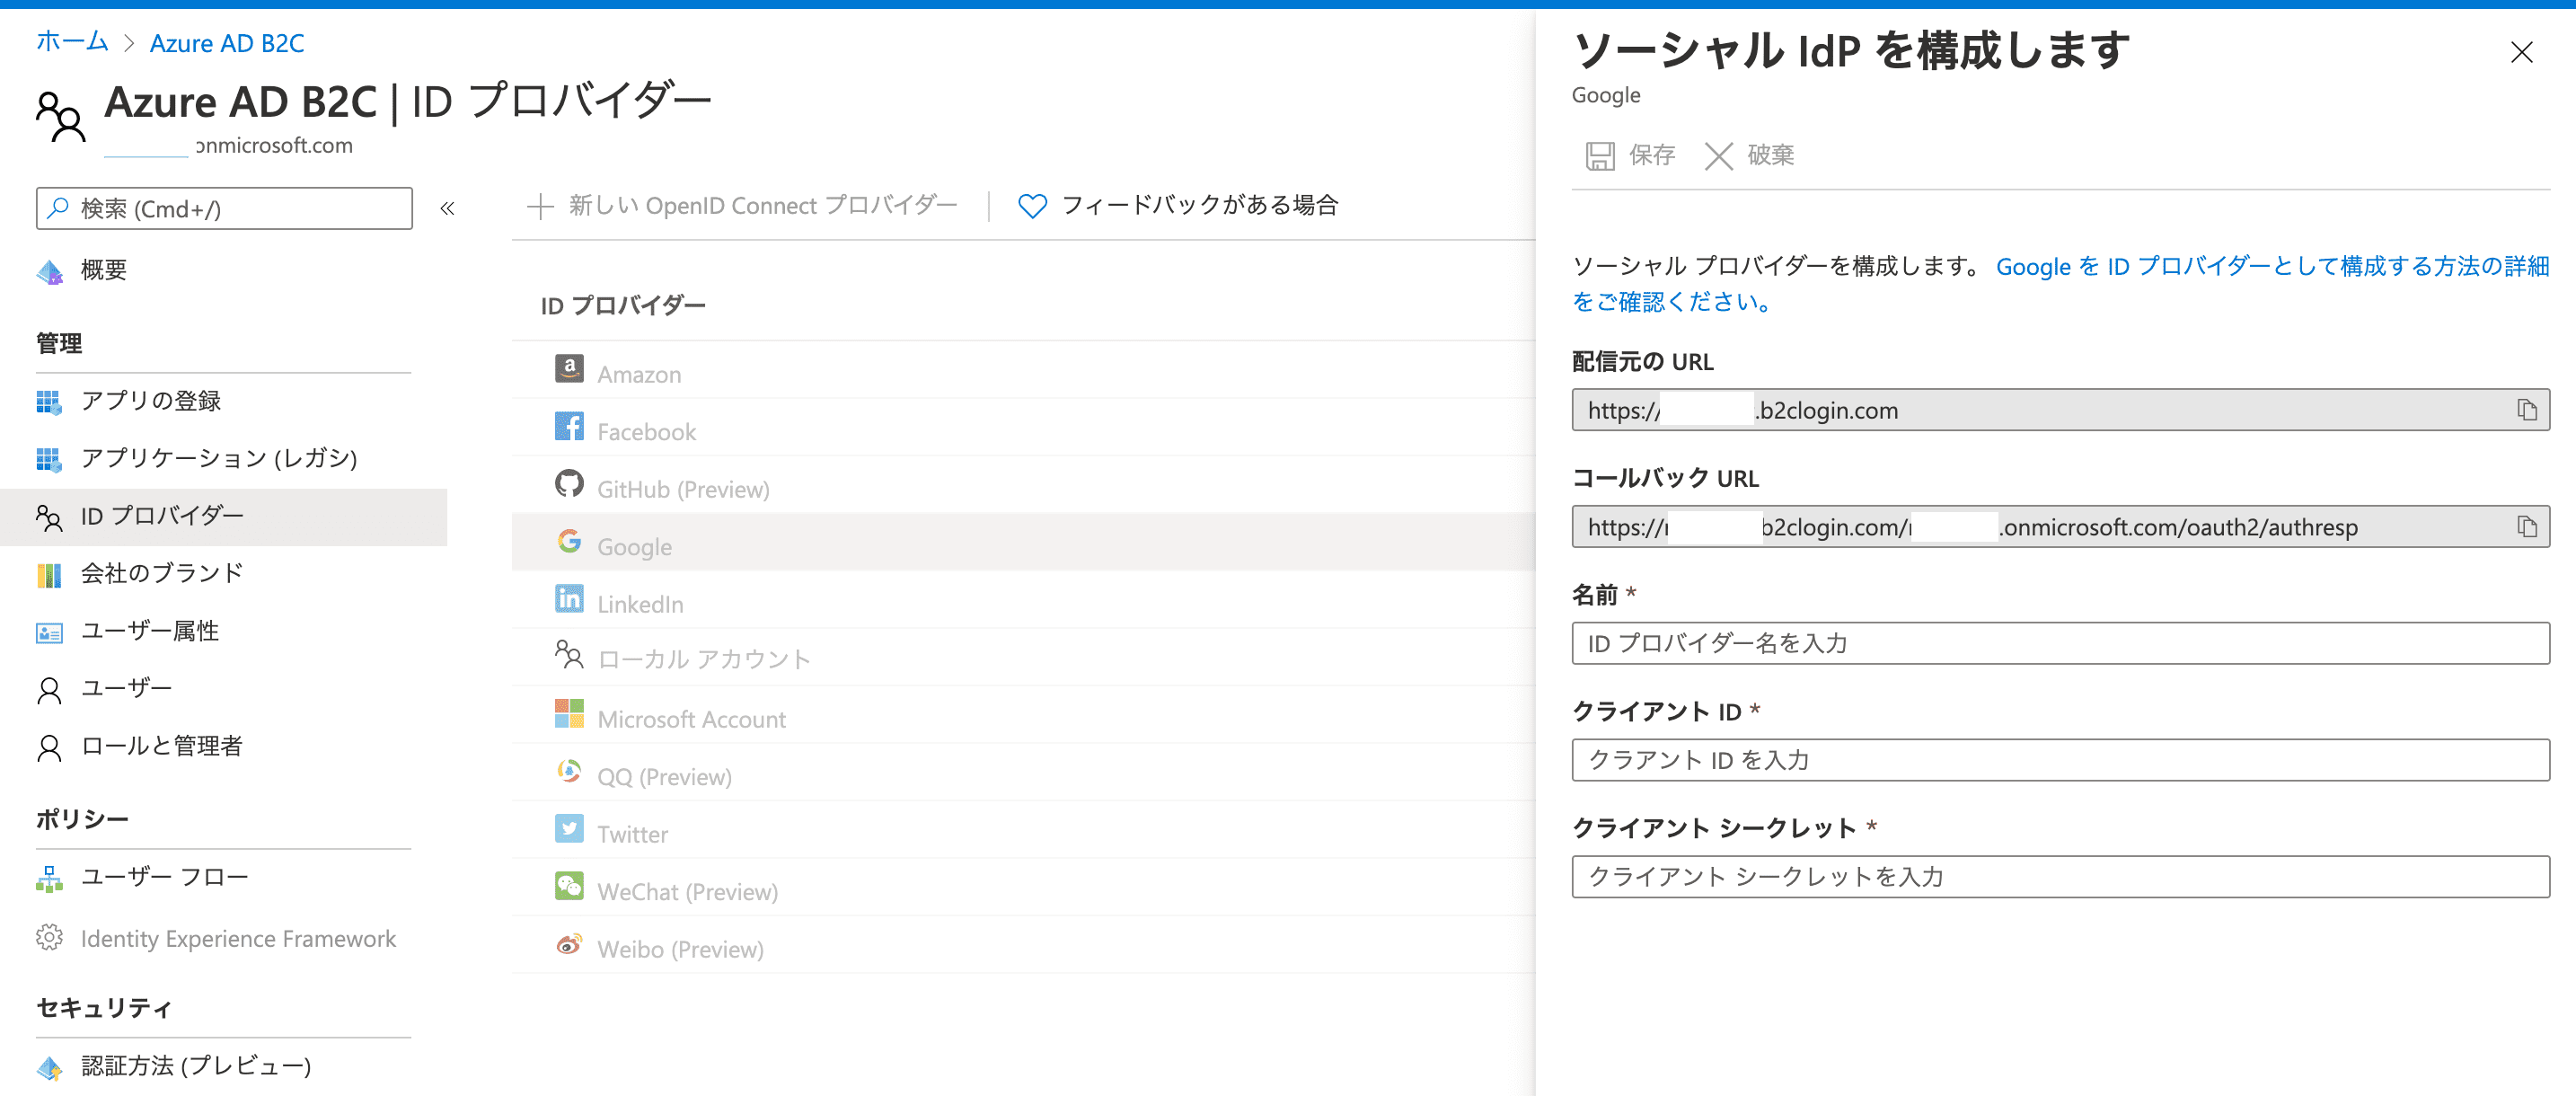 ホーム > Azure AD B2C
Azure AD B2C | ID プロバイダー
onmicrosoft.com
検索 (Cmd+/)
«
概要
管理
アプリの登録
アプリケーション (レガシ)
ID プロバイダー
会社のブランド
ユーザー属性
ユーザー
ロールと管理者
ポリシー
ユーザー フロー
Identity Experience Framework
セキュリティ
認証方法 (プレビュー)
新しい OpenID Connect プロバイダー
フィードバックがある場合
ID プロバイダー
Amazon
Facebook
GitHub (Preview)
Google
LinkedIn
ローカル アカウント
Microsoft Account
QQ (Preview)
Twitter
WeChat (Preview)
Weibo (Preview)
ソーシャル IdP を構成します
Google
保存 破棄
ソーシャル プロバイダーを構成します。 Google を ID プロバイダーとして構成する方法の詳細
をご確認ください。
配信元の URL
https:// .b2clogin.com
コールバック URL
https:// b2clogin.com/ .onmicrosoft.com/oauth2/authresp
名前 *
ID プロバイダー名を入力
クライアント ID *
クラアント ID を入力
クライアント シークレット *
クライアント シークレットを入力